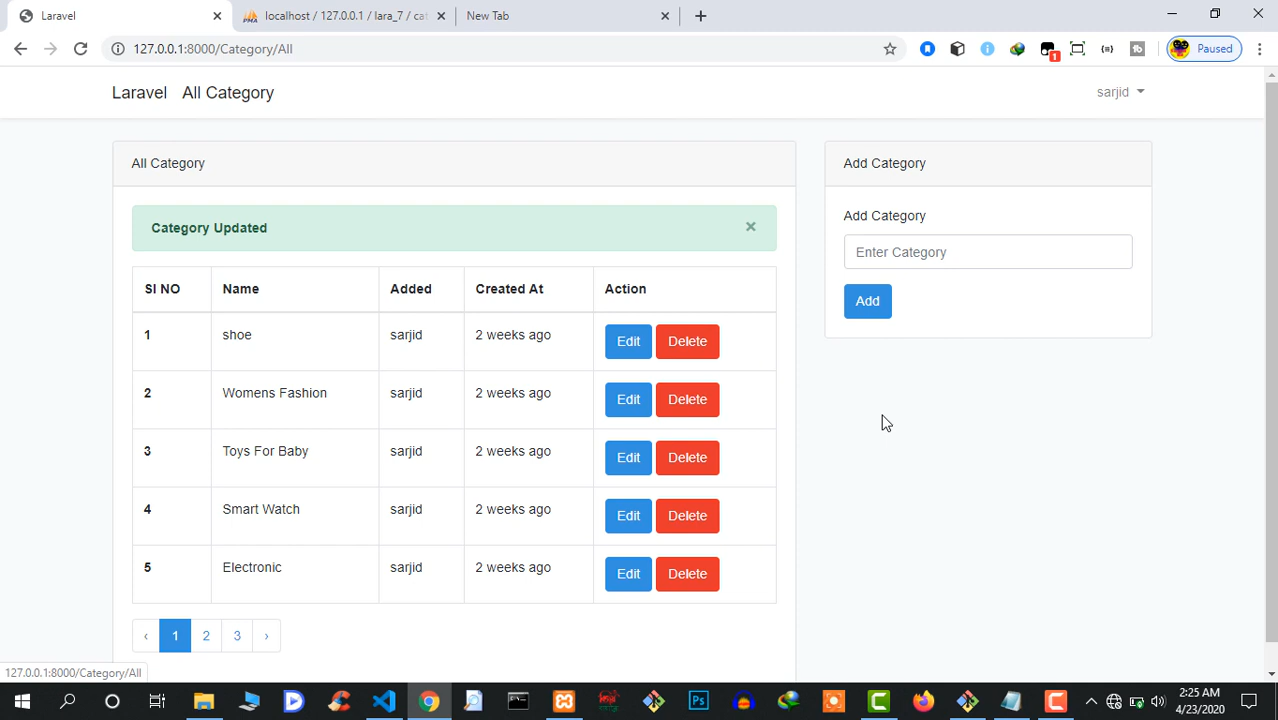 Laravel
localhost / 127.0.0.1 / lara_7 / cat
New Tab
127.0.0.1:8000/Category/All
Paused
1
Laravel All Category
sarjid
All Category
Category Updated ×
SI NO Name Added Created At Action
1 shoe sarjid 2 weeks ago Edit Delete
2 Womens Fashion sarjid 2 weeks ago Edit Delete
3 Toys For Baby sarjid 2 weeks ago Edit Delete
4 Smart Watch sarjid 2 weeks ago Edit Delete
5 Electronic sarjid 2 weeks ago Edit Delete
‹ 1 2 3 ›
Add Category
Add Category
Enter Category
Add
127.0.0.1:8000/Category/All
Ps
2:25 AM
4/23/2020